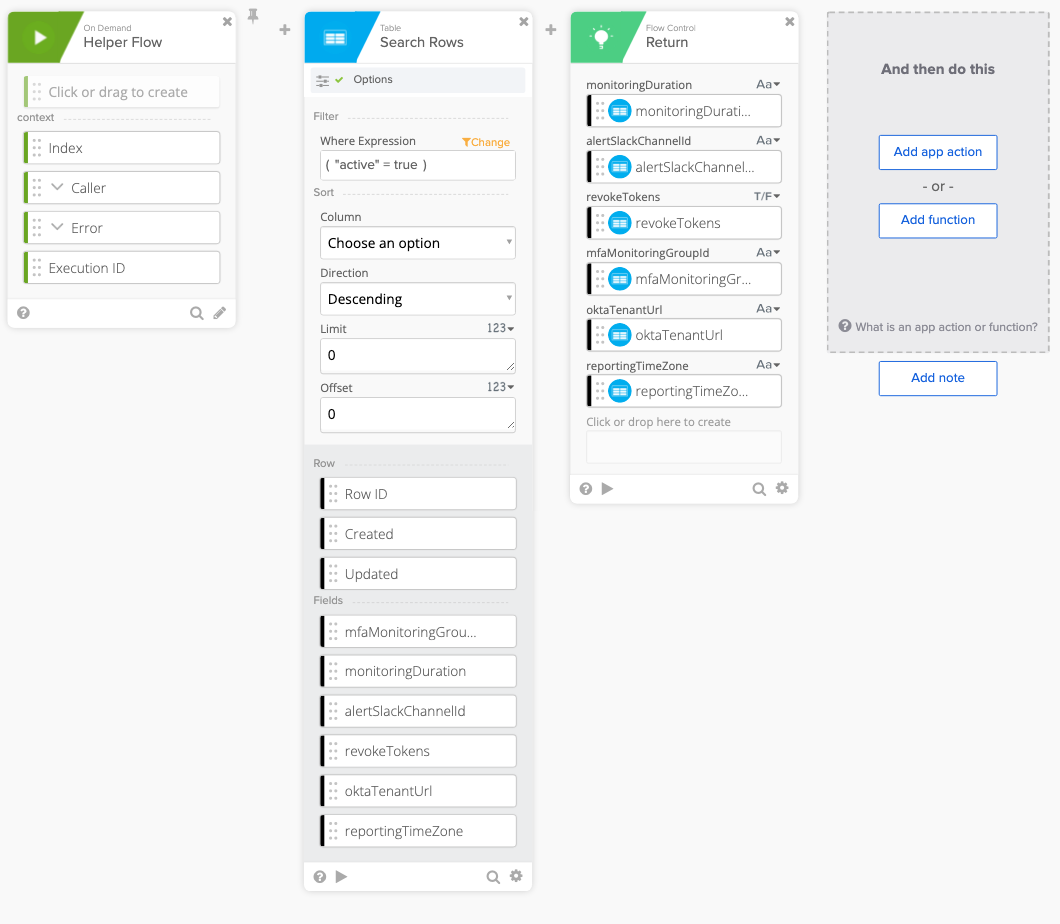 On Demand
Helper Flow
Click or drag to create
context
Index
Caller
Error
Execution ID
Table
Search Rows
Options
Filter
Where Expression
Change
( "active" = true )
Sort
Column
Choose an option
Direction
Descending
Limit
123
0
Offset
123
0
Row
Row ID
Created
Updated
Fields
mfaMonitoringGrou...
monitoringDuration
alertSlackChannelId
revokeTokens
oktaTenantUrl
reportingTimeZone
Flow Control
Return
monitoringDuration Aa
monitoringDurati...
alertSlackChannelId Aa
alertSlackChannel...
revokeTokens T/F
revokeTokens
mfaMonitoringGroupId Aa
mfaMonitoringGr...
oktaTenantUrl Aa
oktaTenantUrl
reportingTimeZone Aa
reportingTimeZo...
Click or drop here to create
And then do this
Add app action
- or -
Add function
What is an app action or function?
Add note